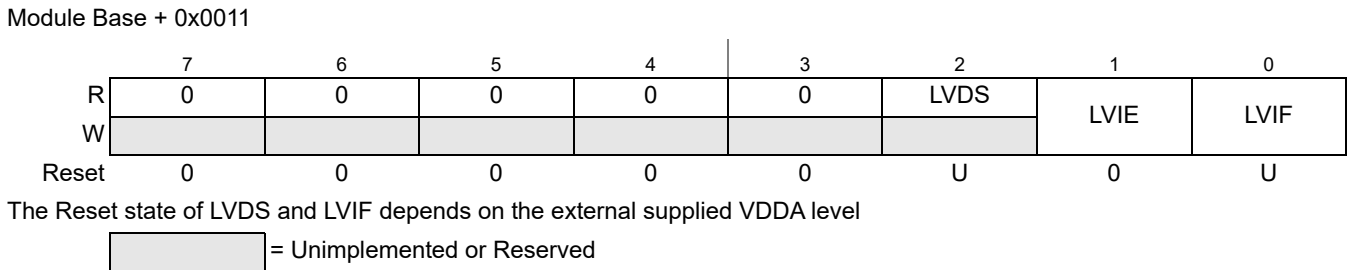 Module Base + 0x0011
7 6 5 4 3 2 1 0
R 0 0 0 0 0 LVDS LVIE LVIF
W
Reset 0 0 0 0 0 U 0 U
The Reset state of LVDS and LVIF depends on the external supplied VDDA level
= Unimplemented or Reserved